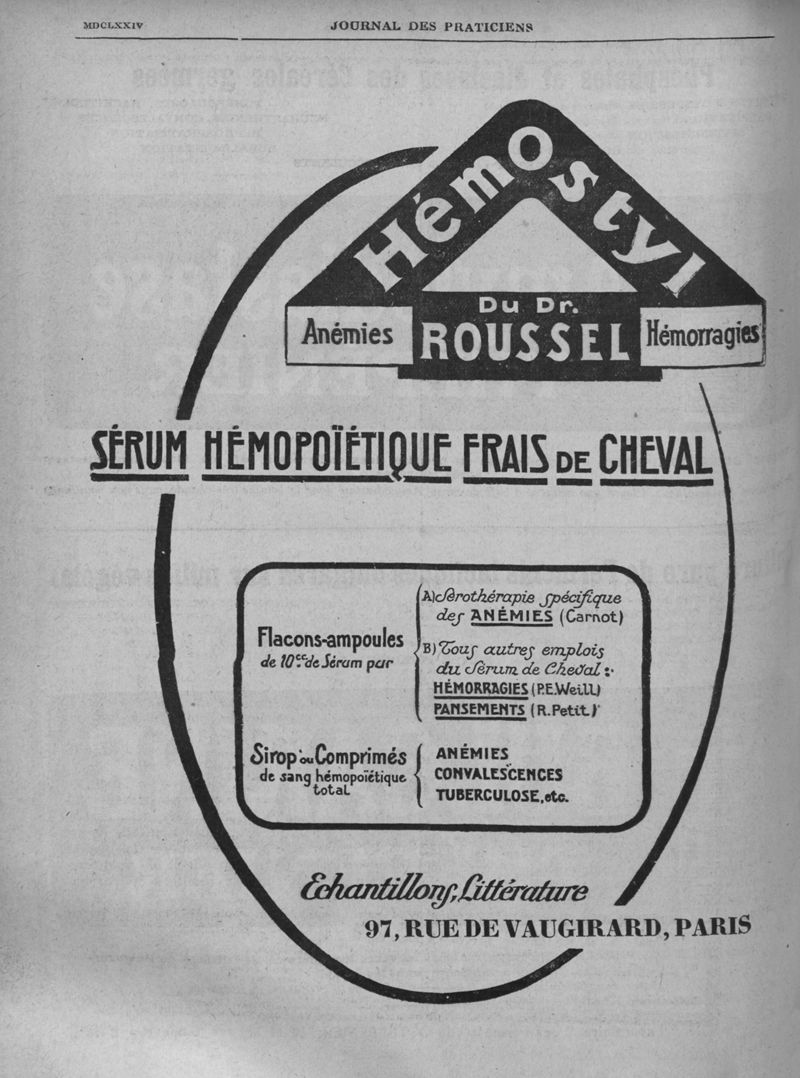 MDCLXXIV
JOURNAL DES PRATICIENS
HémOstyl
Du Dr.
ROUSSEL
Anémies
Hémorragies
SÉRUM HÉMOPOÏÉTIQUE FRAIS DE CHEVAL
Flacons-ampoules
de 10cc de Sérum par
A) Sérothérapie spécifique
des ANÉMIES (Carnot)
B) Tous autres emplois
du Sérum de Cheval :
HÉMORRAGIES (P.E.Weill)
PANSEMENTS (R.Petit)
Sirop ou Comprimés
de sang hémopoïétique
total
ANÉMIES
CONVALESCENCES
TUBERCULOSE, etc.
Echantillons, Littérature
97, RUE DE VAUGIRARD, PARIS